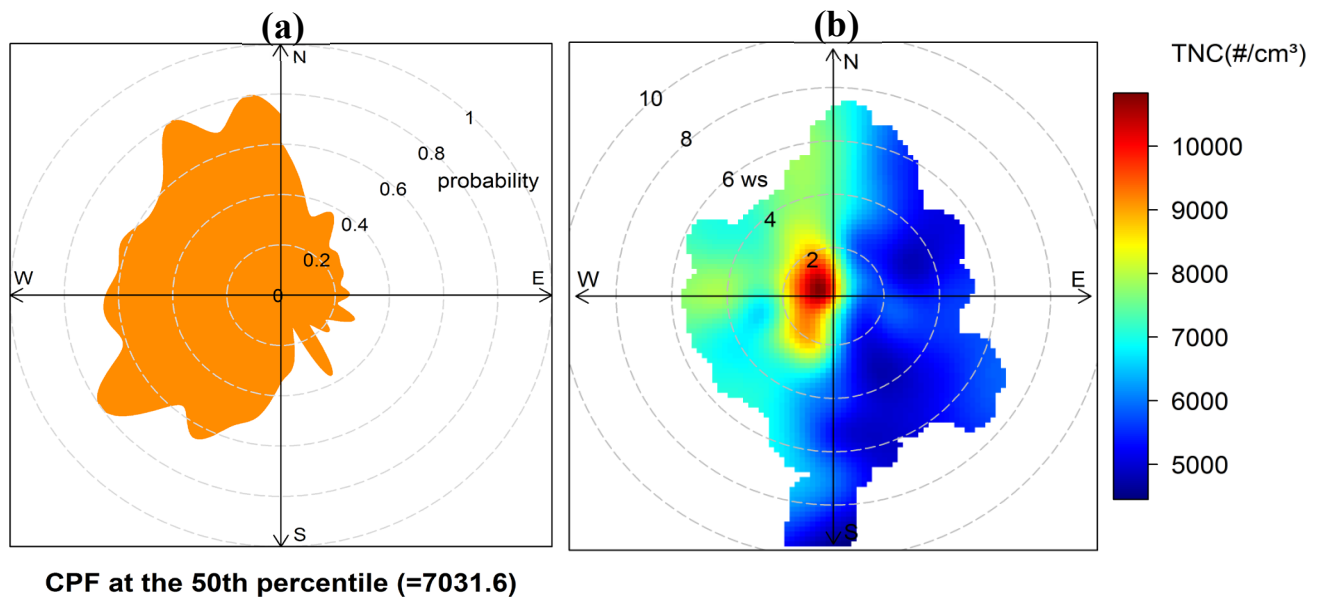 (a)
N
1
0.8
probability
0.6
0.4
0.2
W
0
E
S
CPF at the 50th percentile (=7031.6)
(b)
N
10
8
6 ws
4
2
W
E
S
TNC(#/cm³)
10000
9000
8000
7000
6000
5000